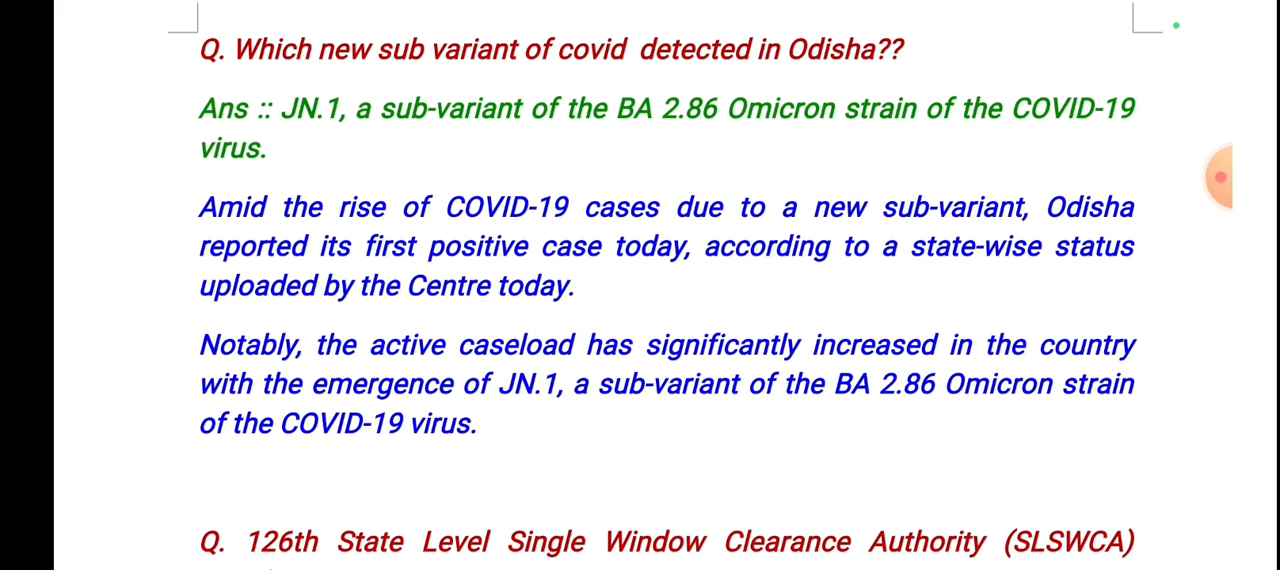 Q. Which new sub variant of covid detected in Odisha??
Ans :: JN.1, a sub-variant of the BA 2.86 Omicron strain of the COVID-19
virus.
Amid the rise of COVID-19 cases due to a new sub-variant, Odisha
reported its first positive case today, according to a state-wise status
uploaded by the Centre today.
Notably, the active caseload has significantly increased in the country
with the emergence of JN.1, a sub-variant of the BA 2.86 Omicron strain
of the COVID-19 virus.
Q. 126th State Level Single Window Clearance Authority (SLSWCA)